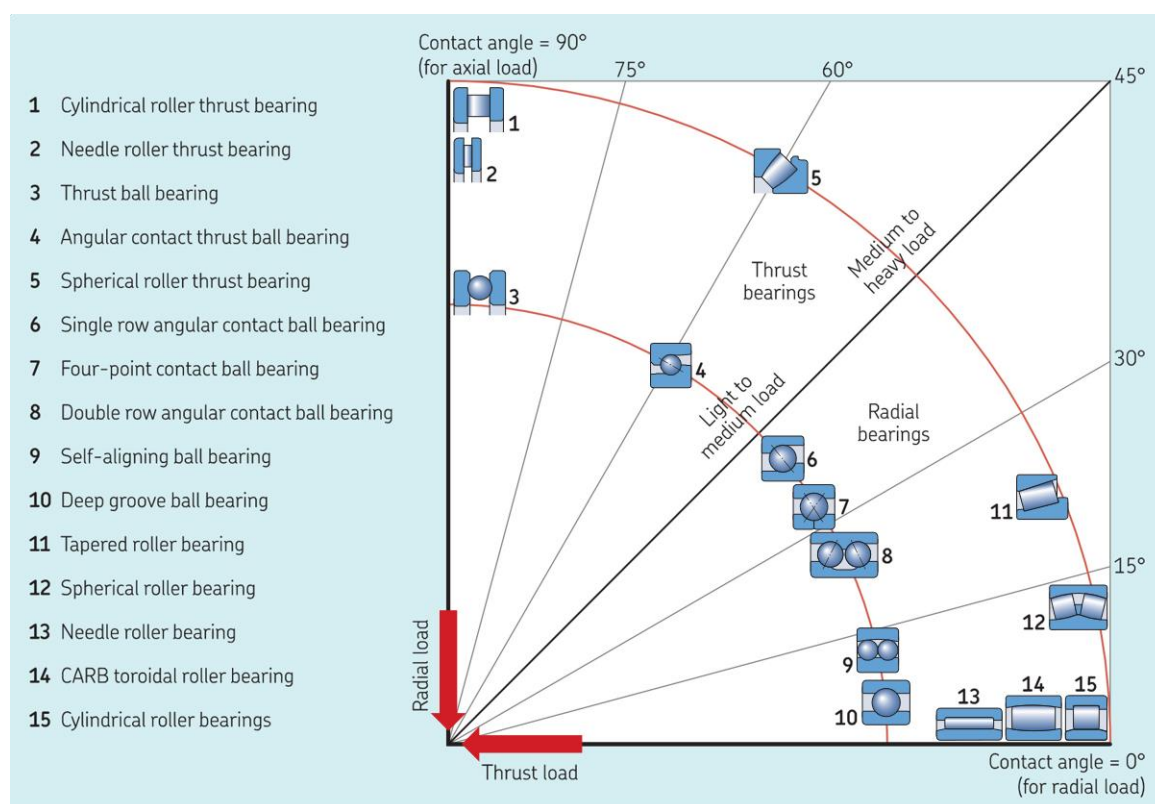 Contact angle = 90°
(for axial load)
75°
60°
45°
1 Cylindrical roller thrust bearing
2 Needle roller thrust bearing
3 Thrust ball bearing
4 Angular contact thrust ball bearing
5 Spherical roller thrust bearing
6 Single row angular contact ball bearing
7 Four-point contact ball bearing
8 Double row angular contact ball bearing
9 Self-aligning ball bearing
10 Deep groove ball bearing
11 Tapered roller bearing
12 Spherical roller bearing
13 Needle roller bearing
14 CARB toroidal roller bearing
15 Cylindrical roller bearings
1
2
5
Medium to
heavy load
Thrust
bearings
3
4
Light to
medium load
30°
Radial
bearings
6
7
11
8
15°
12
9
10
13
14
15
Radial load
Thrust load
Contact angle = 0°
(for radial load)